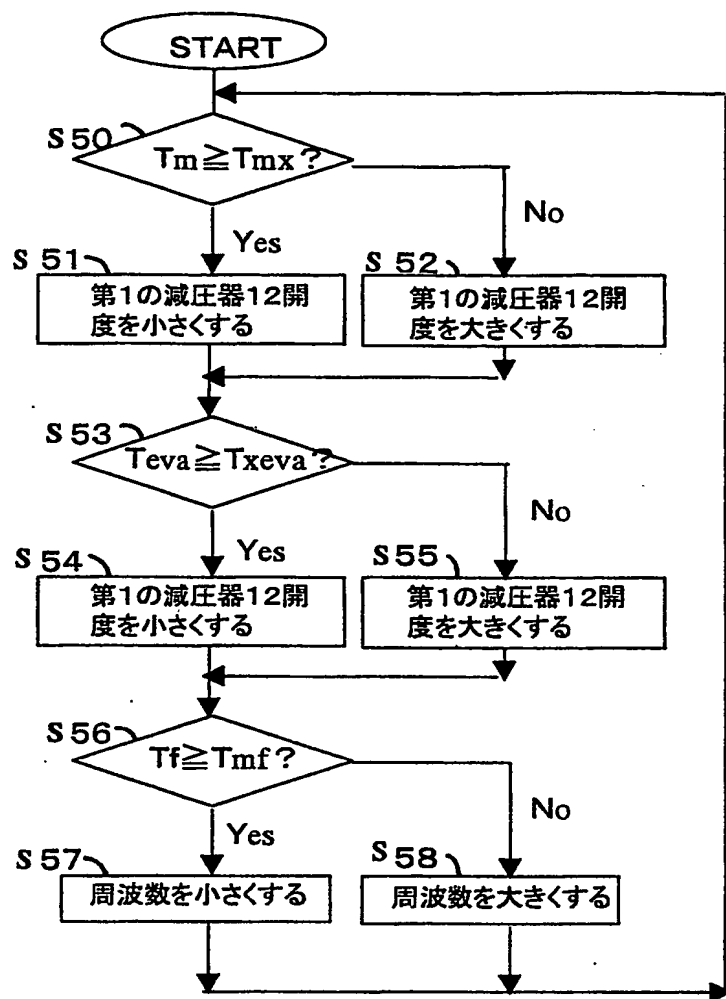 START
S50
Tm≧Tmx?
No
Yes
S51
S52
第1の減圧器12開
度を小さくする
第1の減圧器12開
度を大きくする
S53
Teva≧Txeva?
No
Yes
S54
S55
第1の減圧器12開
度を小さくする
第1の減圧器12開
度を大きくする
S56
Tf≧Tmf?
No
Yes
S57
S58
周波数を小さくする
周波数を大きくする